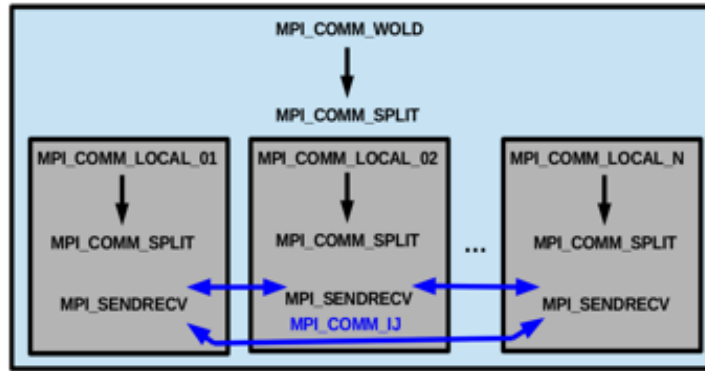 MPI_COMM_WOLD
MPI_COMM_SPLIT
MPI_COMM_LOCAL_01
MPI_COMM_SPLIT
MPI_SENDRECV
MPI_COMM_LOCAL_02
MPI_COMM_SPLIT
MPI_SENDRECV
MPI_COMM_IJ
...
MPI_COMM_LOCAL_N
MPI_COMM_SPLIT
MPI_SENDRECV